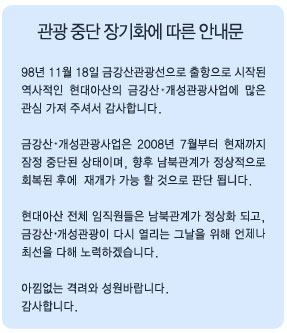 관광 중단 장기화에 따른 안내문
98년 11월 18일 금강산관광선으로 출항으로 시작된
역사적인 현대아산의 금강산·개성관광사업에 많은
관심 가져 주셔서 감사합니다.
금강산·개성관광사업은 2008년 7월부터 현재까지
잠정 중단된 상태이며, 향후 남북관계가 정상적으로
회복된 후에 재개가 가능 할 것으로 판단 됩니다.
현대아산 전체 임직원들은 남북관계가 정상화 되고,
금강산·개성관광이 다시 열리는 그날을 위해 언제나
최선을 다해 노력하겠습니다.
아낌없는 격려와 성원바랍니다.
감사합니다.